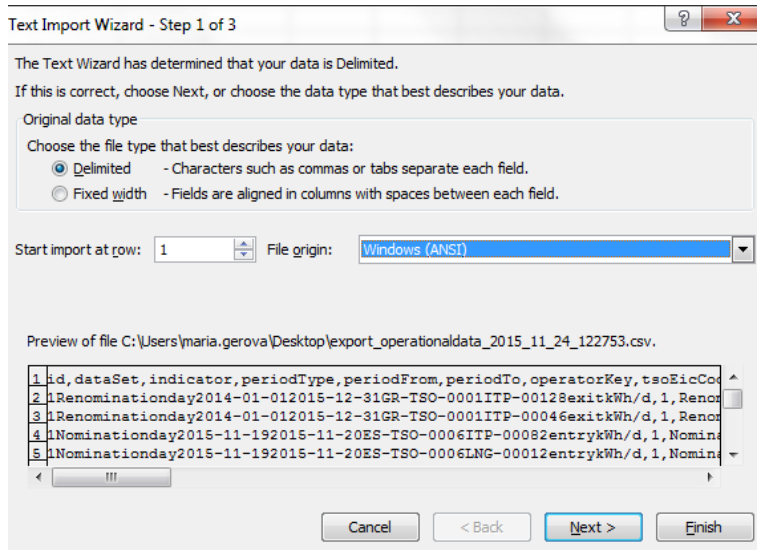 Text Import Wizard - Step 1 of 3
The Text Wizard has determined that your data is Delimited.
If this is correct, choose Next, or choose the data type that best describes your data.
Original data type
Choose the file type that best describes your data:
Delimited - Characters such as commas or tabs separate each field.
Fixed width - Fields are aligned in columns with spaces between each field.
Start import at row: 1 File origin: Windows (ANSI)
Preview of file C:\Users\maria.gerova\Desktop\export_operationaldata_2015_11_24_122753.csv.
1 id,dataSet,indicator,periodType,periodFrom,periodTo,operatorKey,tsoEicCod
2 1Renominationday2014-01-012015-12-31GR-TSO-0001ITP-00128exitkWh/d,1,Renom
3 1Renominationday2014-01-012015-12-31GR-TSO-0001ITP-00046exitkWh/d,1,Renom
4 1Nominationday2015-11-192015-11-20ES-TSO-0006ITP-00082entrykWh/d,1,Nomina
5 1Nominationday2015-11-192015-11-20ES-TSO-0006LNG-00012entrykWh/d,1,Nomina
Cancel < Back Next > Finish